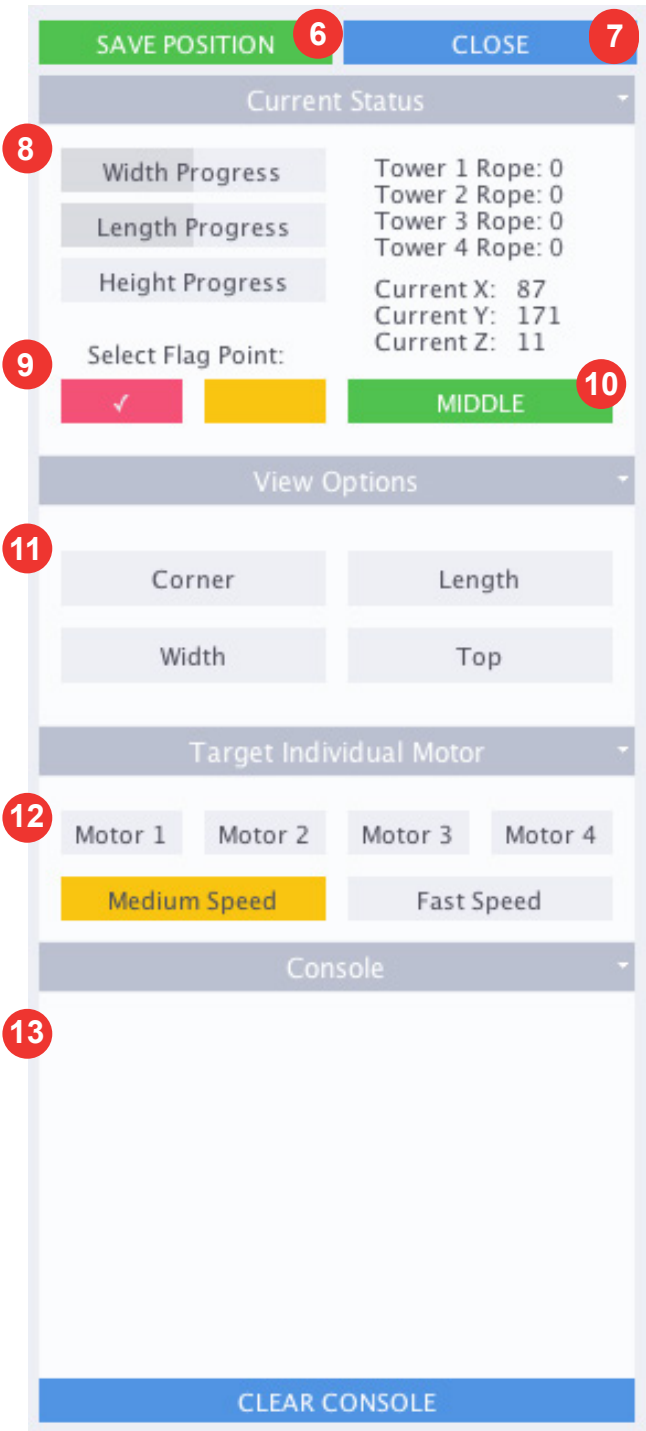 SAVE POSITION 6 CLOSE 7
Current Status
8
Width Progress
Length Progress
Height Progress
Tower 1 Rope: 0
Tower 2 Rope: 0
Tower 3 Rope: 0
Tower 4 Rope: 0
Current X: 87
Current Y: 171
Current Z: 11
9
Select Flag Point:
✓
MIDDLE 10
View Options
11
Corner Length
Width Top
Target Individual Motor
12
Motor 1 Motor 2 Motor 3 Motor 4
Medium Speed Fast Speed
Console
13
CLEAR CONSOLE